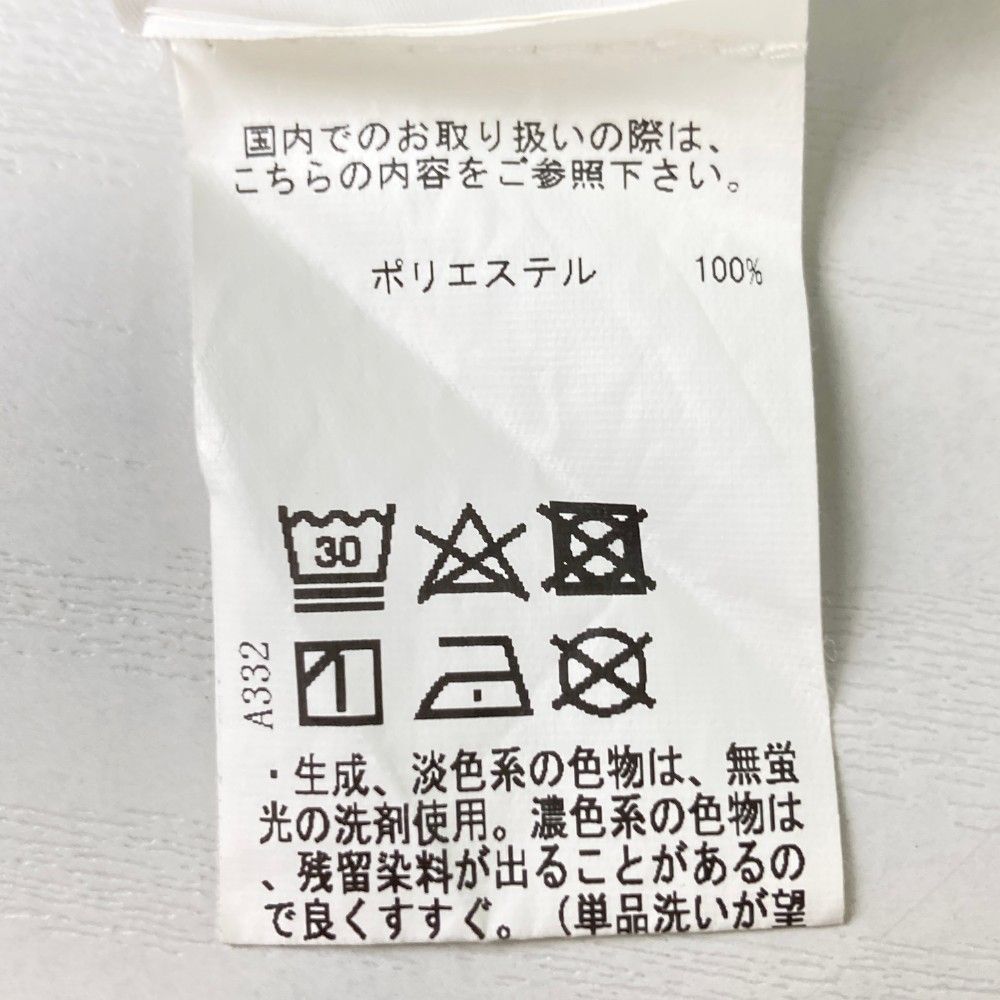 国内でのお取り扱いの際は、
こちらの内容をご参照下さい。
ポリエステル 100%
30
A332
・生成、淡色系の色物は、無蛍
光の洗剤使用。濃色系の色物は
、残留染料が出ることがあるの
で良くすすぐ。（単品洗いが望